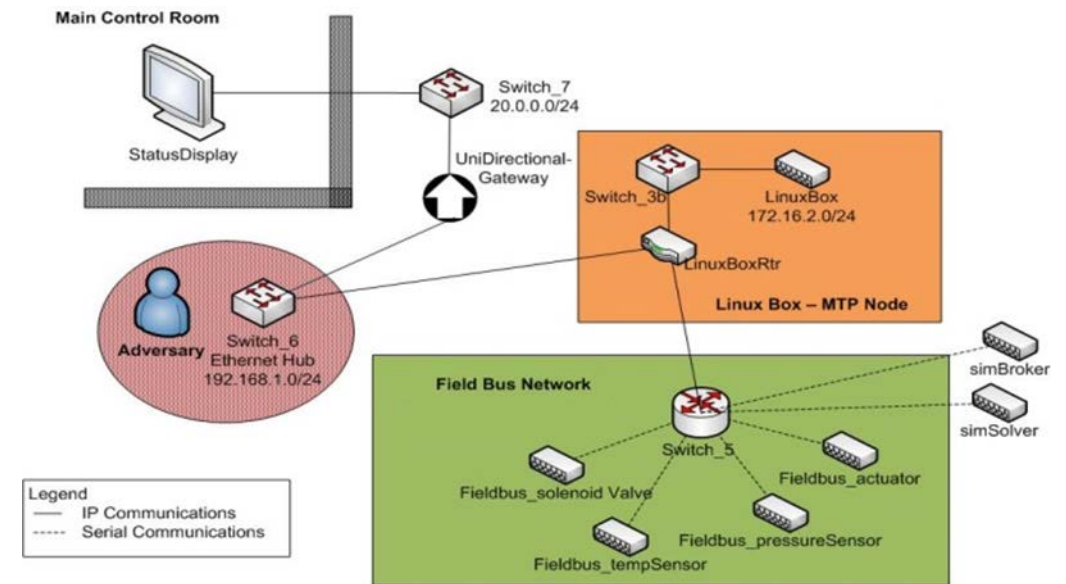 Main Control Room
StatusDisplay
Switch_7
20.0.0.0/24
UniDirectional-
Gateway
Switch_3b
LinuxBox
172.16.2.0/24
LinuxBoxRtr
Linux Box – MTP Node
Adversary
Switch_6
Ethernet Hub
192.168.1.0/24
Field Bus Network
simBroker
simSolver
Switch_5
Fieldbus_solenoid Valve
Fieldbus_actuator
Fieldbus_pressureSensor
Fieldbus_tempSensor
Legend
IP Communications
Serial Communications